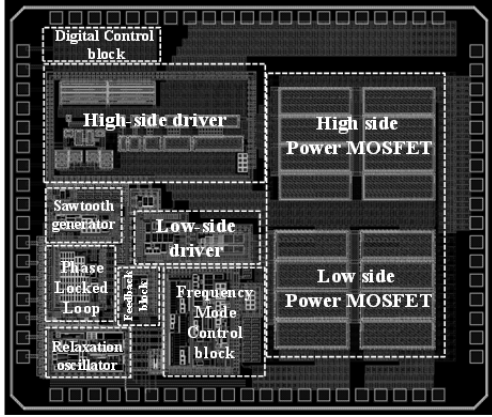 Digital Control
block
High-side driver
High side
Power MOSFET
Sawtooth
generator
Low-side
driver
Phase
Locked
Loop
Feedback
block
Frequency
Mode
Control
block
Low side
Power MOSFET
Relaxation
oscillator